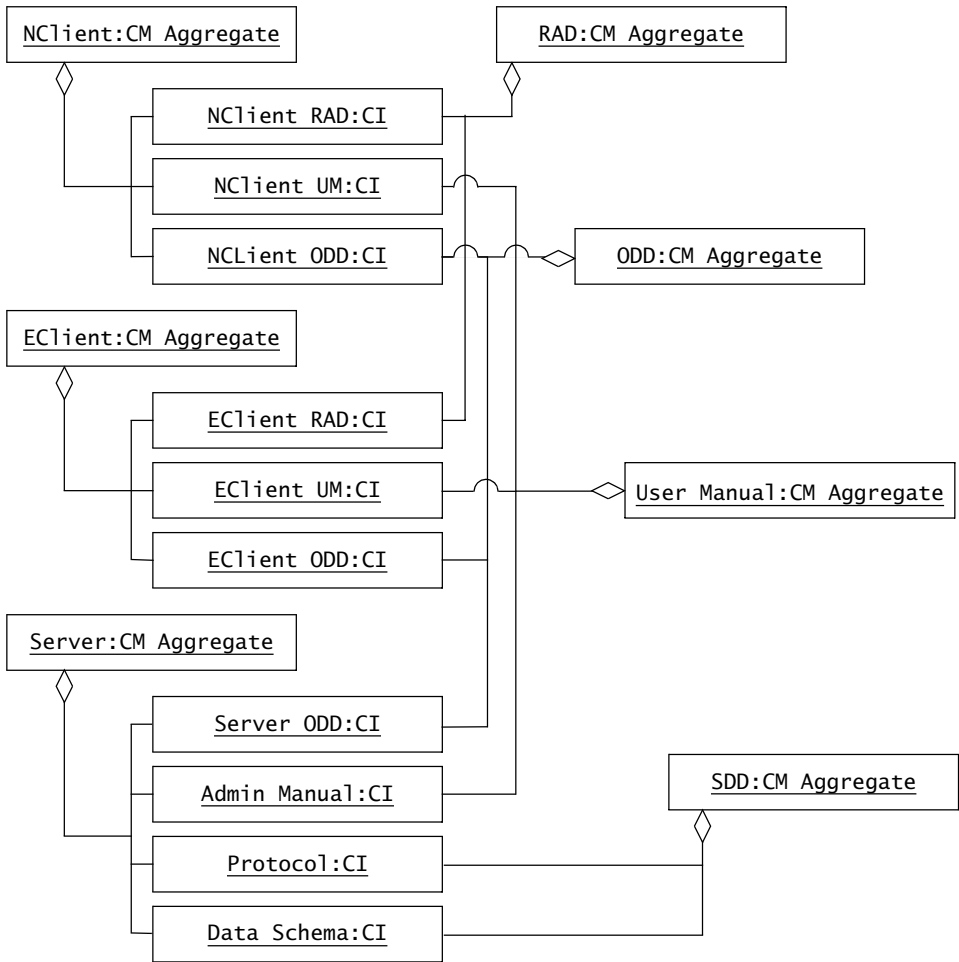 NClient:CM Aggregate
RAD:CM Aggregate
NClient RAD:CI
NClient UM:CI
NCLient ODD:CI
ODD:CM Aggregate
EClient:CM Aggregate
EClient RAD:CI
EClient UM:CI
User Manual:CM Aggregate
EClient ODD:CI
Server:CM Aggregate
Server ODD:CI
SDD:CM Aggregate
Admin Manual:CI
Protocol:CI
Data Schema:CI